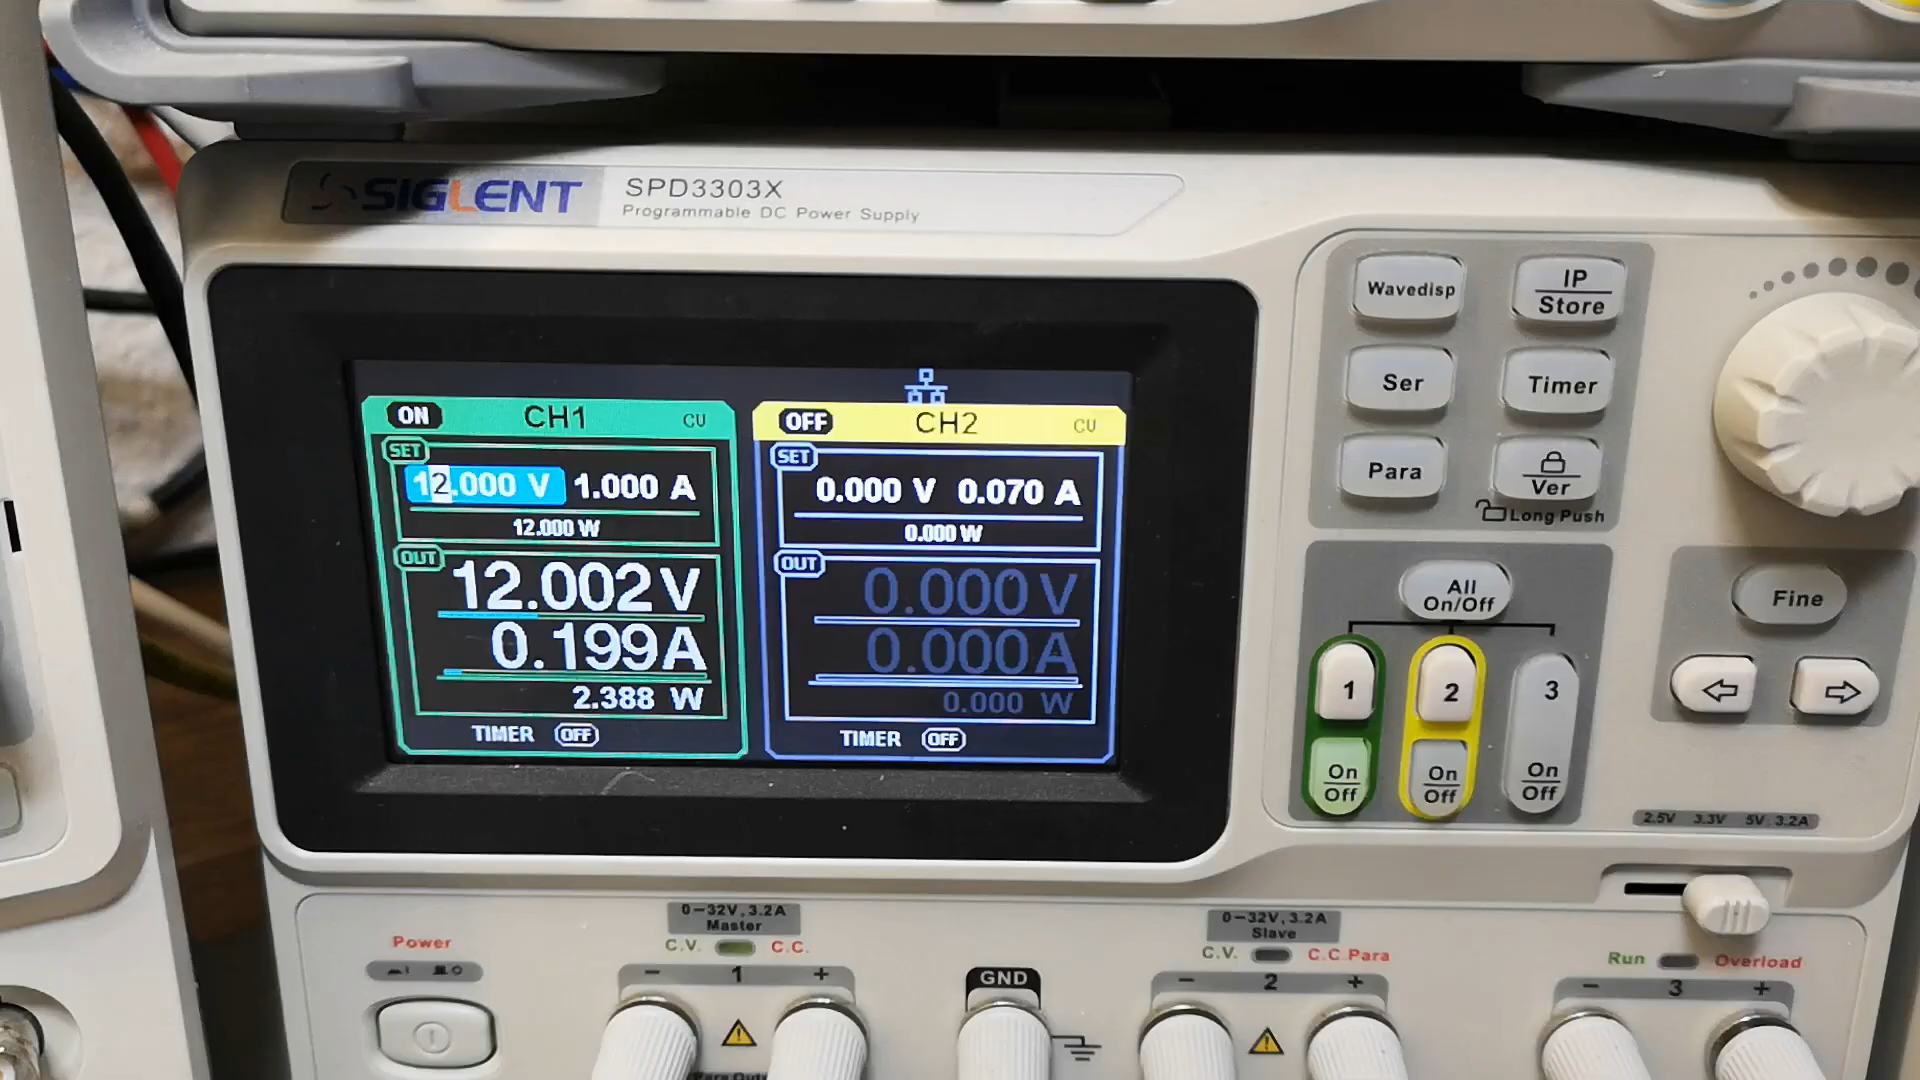 SIGLENT SPD3303X
Programmable DC Power Supply
Wavedisp
IP
Store
Ser
Timer
Para
Ver
Long Push
ON CH1 CV
SET
12.000 V 1.000 A
12.000 W
OUT
12.002 V
0.199 A
2.388 W
TIMER OFF
OFF CH2 CV
SET
0.000 V 0.070 A
0.000 W
OUT
0.000 V
0.000 A
0.000 W
TIMER OFF
All
On/Off
1 2 3
On
Off
On
Off
On
Off
Fine
2.5V 3.3V 5V: 3.2A
Power
0-32V, 3.2A
Master
C.V. C.C.
- 1 +
GND
0-32V, 3.2A
Slave
C.V. C.C. Para
- 2 +
Run Overload
- 3 +